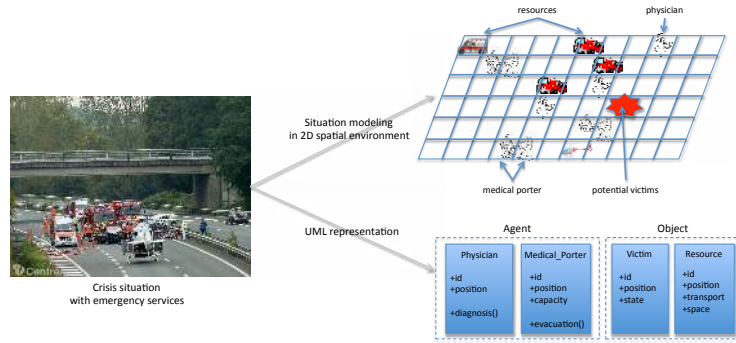 resources
physician
Situation modeling
in 2D spatial environment
medical porter
potential victims
UML representation
Crisis situation
with emergency services
Agent
Object
Physician
+id
+position
+diagnosis()
Medical_Porter
+id
+position
+capacity
+evacuation()
Victim
+id
+position
+state
Resource
+id
+position
+transport
+space